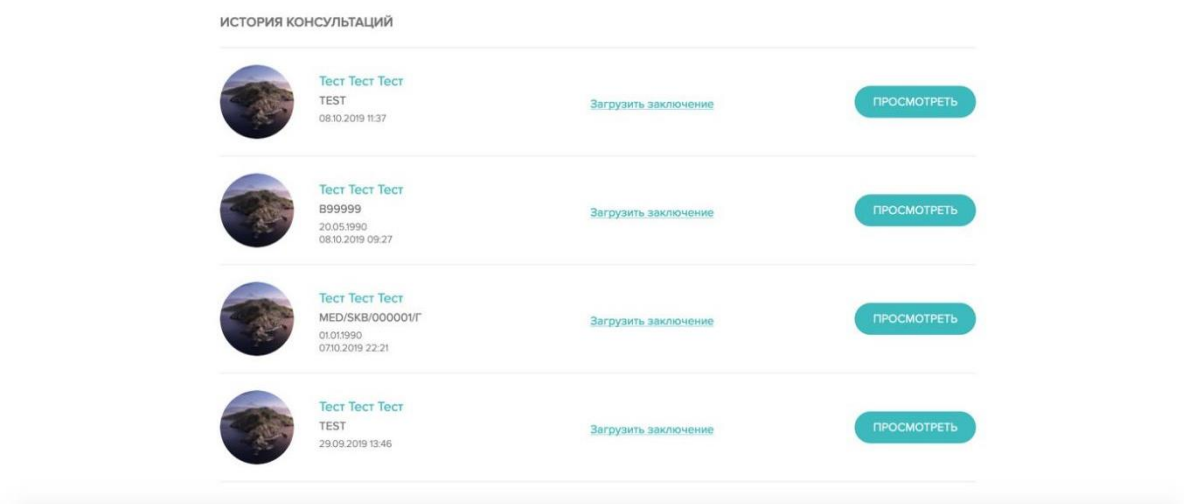 ИСТОРИЯ КОНСУЛЬТАЦИЙ
Тест Тест Тест
TEST
08.10.2019 11:37
Загрузить заключение
ПРОСМОТРЕТЬ
Тест Тест Тест
B99999
20.05.1990
08.10.2019 09:27
Загрузить заключение
ПРОСМОТРЕТЬ
Тест Тест Тест
MED/SKB/000001/Г
01.01.1990
07.10.2019 22:21
Загрузить заключение
ПРОСМОТРЕТЬ
Тест Тест Тест
TEST
29.09.2019 13:46
Загрузить заключение
ПРОСМОТРЕТЬ